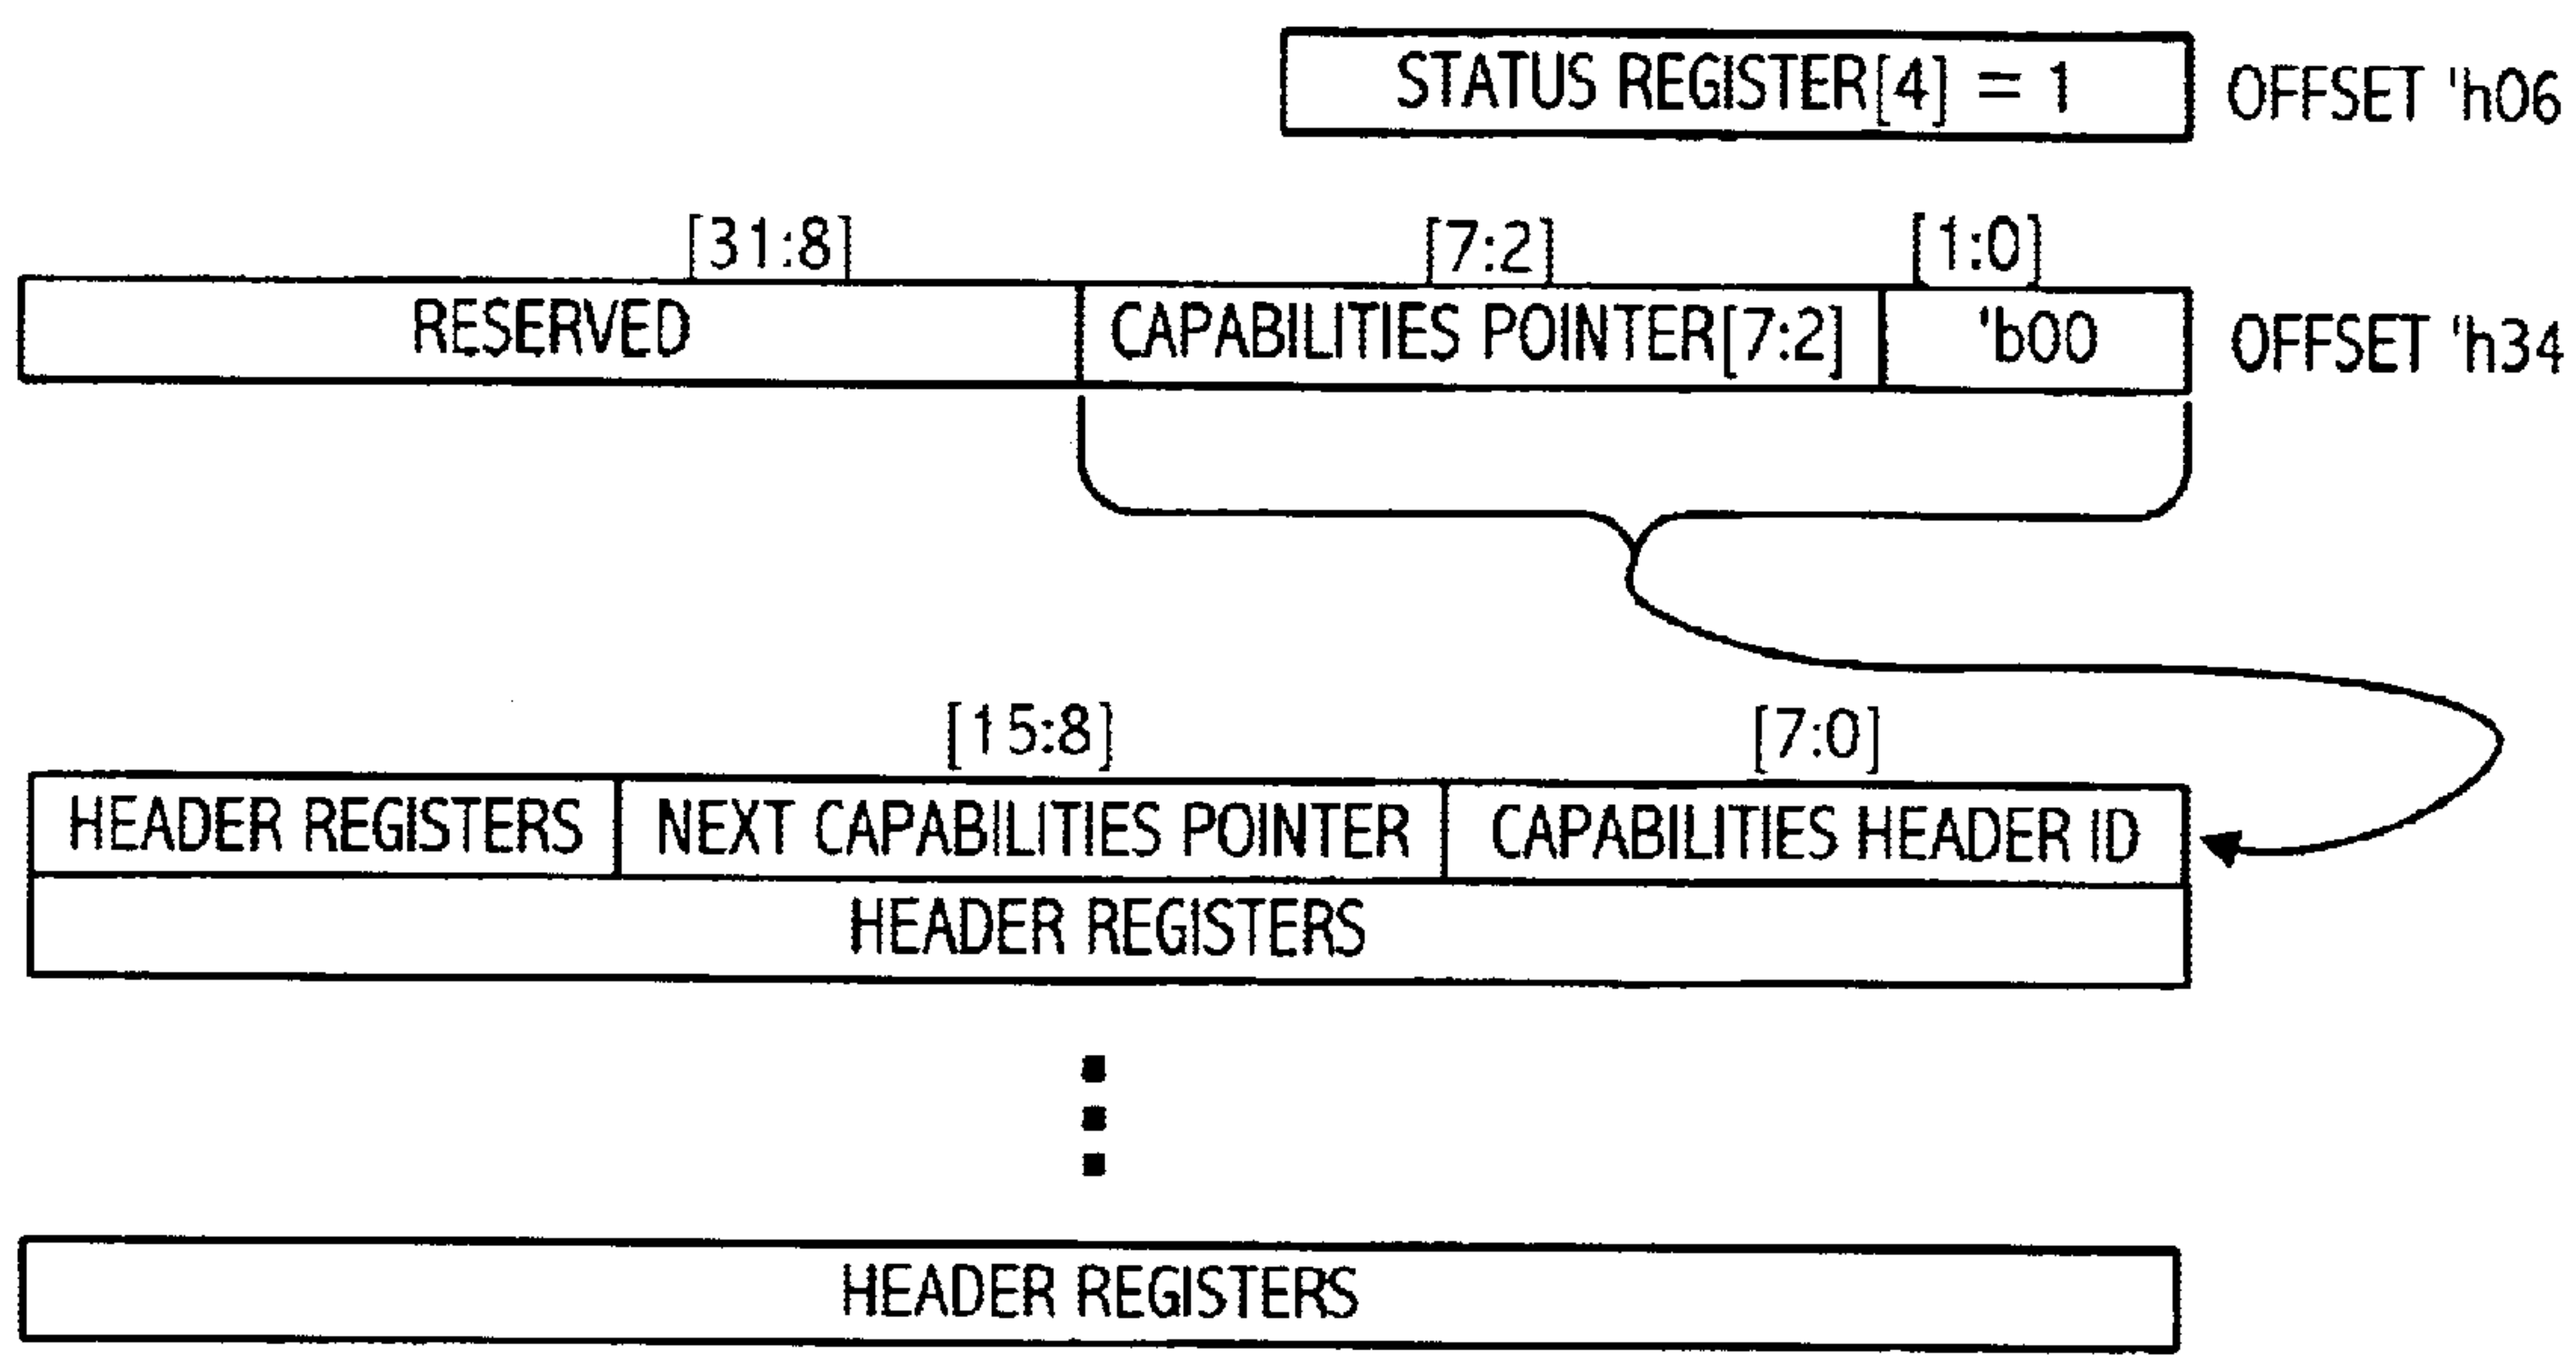 STATUS REGISTER[4] = 1 OFFSET 'h06
[31:8] [7:2] [1:0]
RESERVED CAPABILITIES POINTER[7:2] 'b00 OFFSET 'h34
[15:8] [7:0]
HEADER REGISTERS NEXT CAPABILITIES POINTER CAPABILITIES HEADER ID
HEADER REGISTERS
HEADER REGISTERS